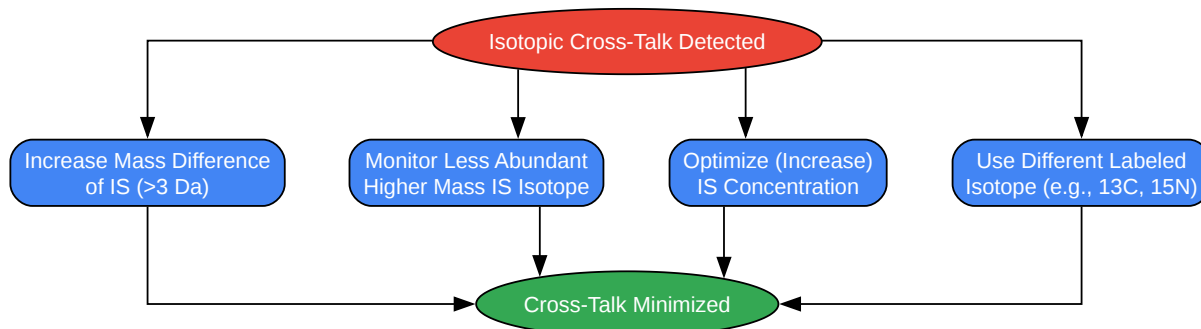 Isotopic Cross-Talk Detected
Increase Mass Difference
of IS (>3 Da)
Monitor Less Abundant
Higher Mass IS Isotope
Optimize (Increase)
IS Concentration
Use Different Labeled
Isotope (e.g., 13C, 15N)
Cross-Talk Minimized